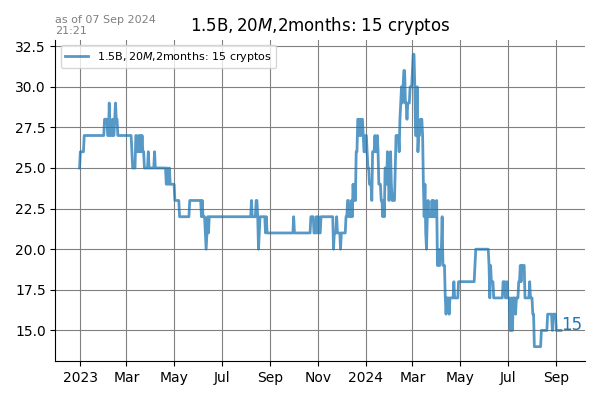 as of 07 Sep 2024
21:21
1.5B, 20M,2months: 15 cryptos
1.5B, 20M,2months: 15 cryptos
32.5
30.0
27.5
25.0
22.5
20.0
17.5
15.0
15
2023 Mar May Jul Sep Nov 2024 Mar May Jul Sep